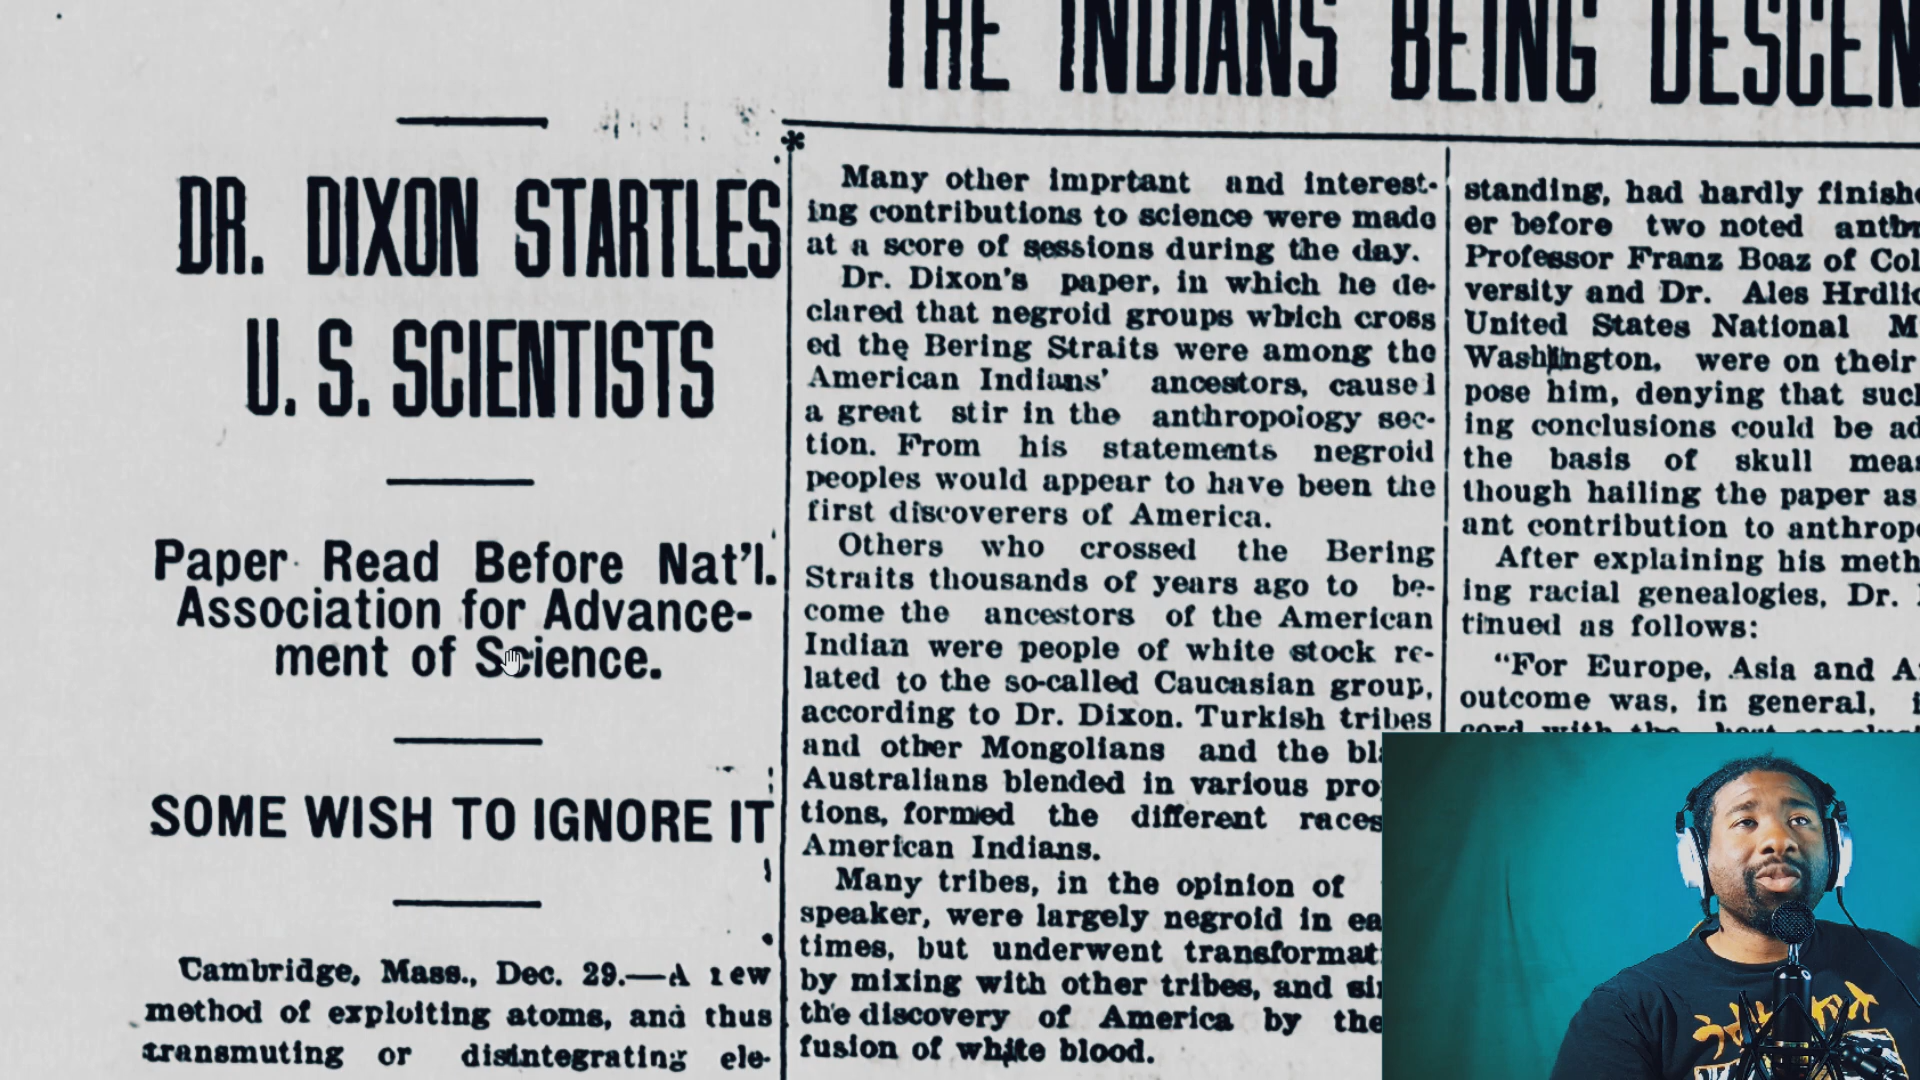 THE INDIANS BEING
DR. DIXON STARTLES
U. S. SCIENTISTS
Paper Read Before Nat'l.
Association for Advance-
ment of Science.
SOME WISH TO IGNORE IT
Cambridge, Mass., Dec. 29.—A
method of exploiting atoms, and thus
transmuting or disintegrating ele-
Many other imprtant and interest-
ing contributions to science were made
at a score of sessions during the day.
Dr. Dixon's paper, in which he de-
clared that negroid groups which cross
ed the Bering Straits were among the
American Indians' ancestors,
a great stir in the anthropology sec-
tion. From his statements negroid
peoples would appear to have been the
first discoverers of America.
Others who crossed the Bering
Straits thousands of years ago to be-
come the ancestors of the American
Indian were people of white stock re-
lated to the so-called Caucasian group,
according to Dr. Dixon. Turkish tribes
and other Mongolians and the
Australians blended in various
tions, formed the different races
American Indians.
Many tribes, in the opinion of
speaker, were largely negroid in
times, but underwent
by mixing with other tribes, and
the discovery of America by the
fusion of white blood.
standing, had hardly
er before two noted
Professor Franz Boaz of
versity and Dr. Ales
United States National
Washington, were on their
pose him, denying that
ing conclusions could be
the basis of skull
though hailing the paper as
ant contribution to
After explaining his
ing racial genealogies, Dr.
tinued as follows:
"For Europe, Asia and
outcome was, in general,